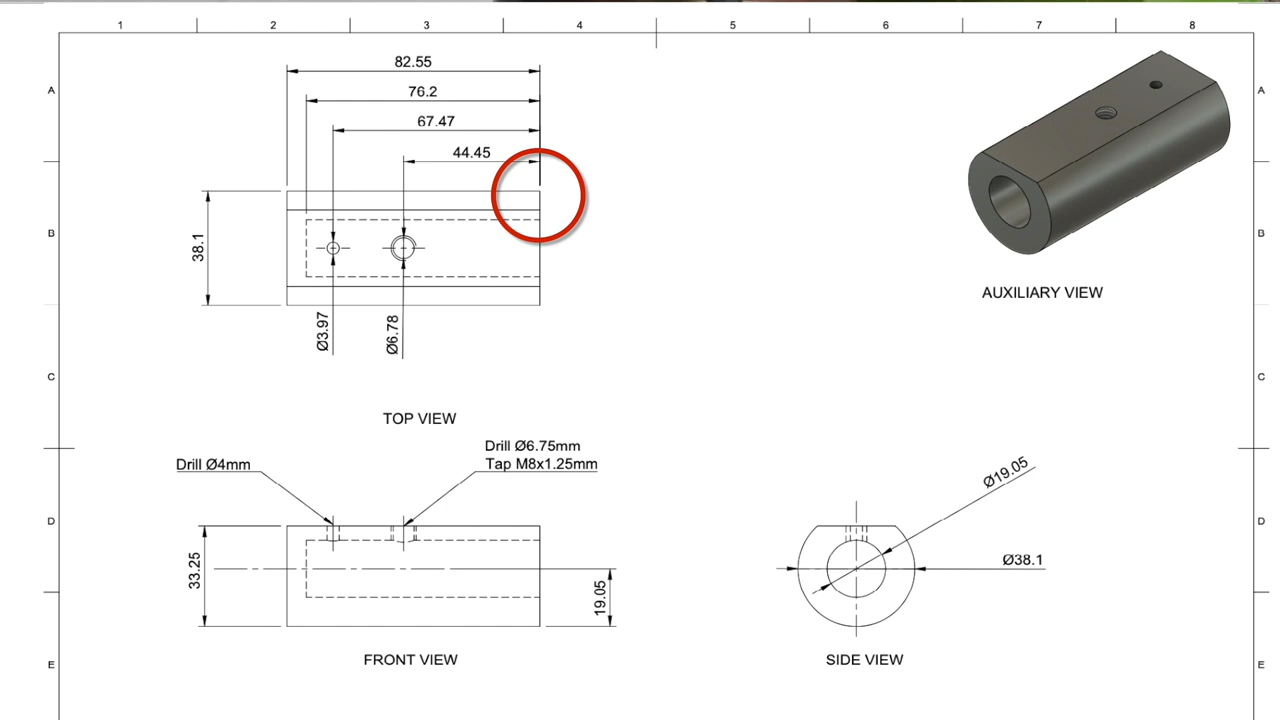 1 2 3 4 5 6 7 8
A A
82.55
76.2
67.47
44.45
38.1
B B
Ø3.97
Ø6.78
AUXILIARY VIEW
C C
TOP VIEW
Drill Ø4mm
Drill Ø6.75mm
Tap M8x1.25mm
Ø19.05
D D
33.25
19.05
Ø38.1
FRONT VIEW
SIDE VIEW
E E